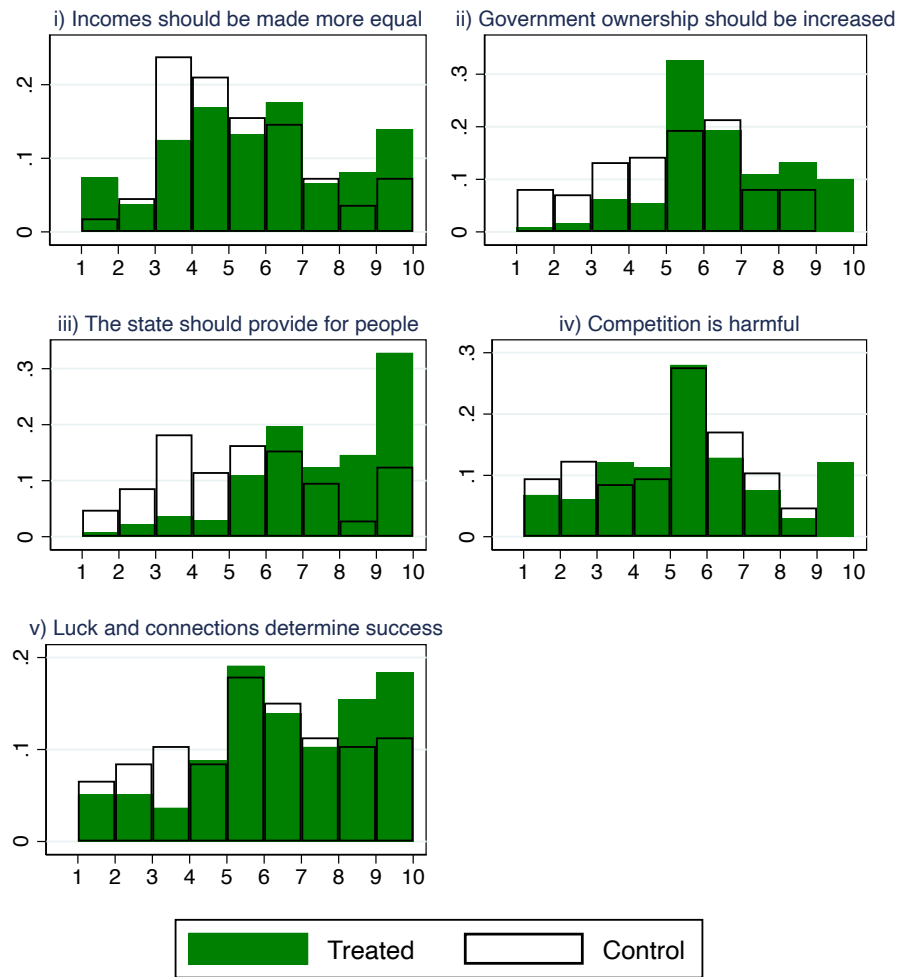 i) Incomes should be made more equal
.2
.1
0
1 2 3 4 5 6 7 8 9 10
ii) Government ownership should be increased
.3
.2
.1
0
1 2 3 4 5 6 7 8 9 10
iii) The state should provide for people
.3
.2
.1
0
1 2 3 4 5 6 7 8 9 10
iv) Competition is harmful
.3
.2
.1
0
1 2 3 4 5 6 7 8 9 10
v) Luck and connections determine success
.2
.1
0
1 2 3 4 5 6 7 8 9 10
Treated Control